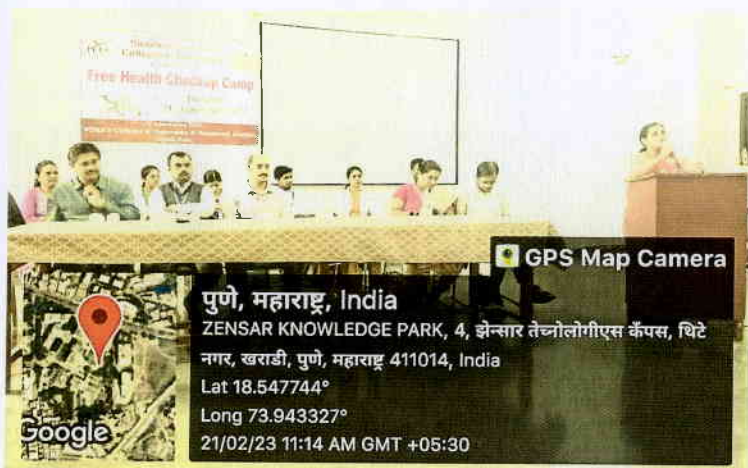 Free Health Checkup Camp
GPS Map Camera
पुणे, महाराष्ट्र, India
ZENSAR KNOWLEDGE PARK, 4, झेन्सार तेच्नोलोगीएस कॅंपस, थिटे
नगर, खराडी, पुणे, महाराष्ट्र 411014, India
Lat 18.547744°
Long 73.943327°
21/02/23 11:14 AM GMT +05:30
Google